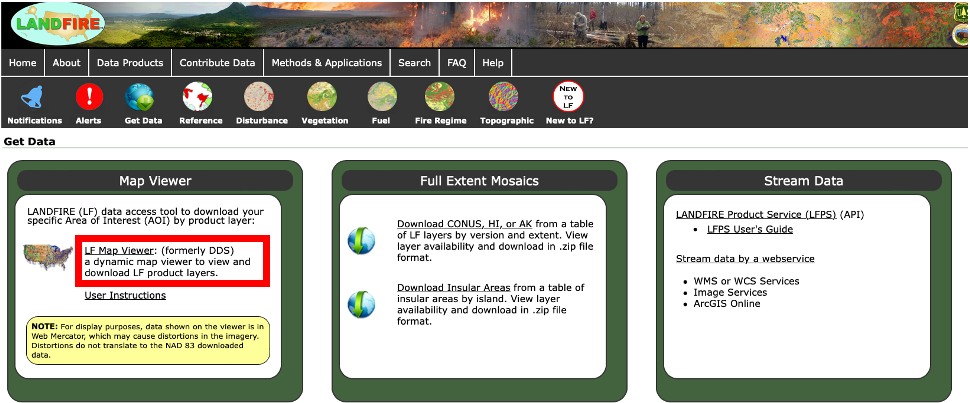 LANDFIRE
Home About Data Products Contribute Data Methods & Applications Search FAQ Help
NEW
TO
LF
Notifications Alerts Get Data Reference Disturbance Vegetation Fuel Fire Regime Topographic New to LF?
Get Data
Map Viewer
LANDFIRE (LF) data access tool to download your
specific Area of Interest (AOI) by product layer:
LF Map Viewer: (formerly DDS)
a dynamic map viewer to view and
download LF product layers.
User Instructions
NOTE: For display purposes, data shown on the viewer is in
Web Mercator, which may cause distortions in the imagery.
Distortions do not translate to the NAD 83 downloaded
data.
Full Extent Mosaics
Download CONUS, HI, or AK from a table
of LF layers by version and extent. View
layer availability and download in .zip file
format.
Download Insular Areas from a table of
insular areas by island. View layer
availability and download in .zip file
format.
Stream Data
LANDFIRE Product Service (LFPS) (API)
• LFPS User's Guide
Stream data by a webservice
• WMS or WCS Services
• Image Services
• ArcGIS Online